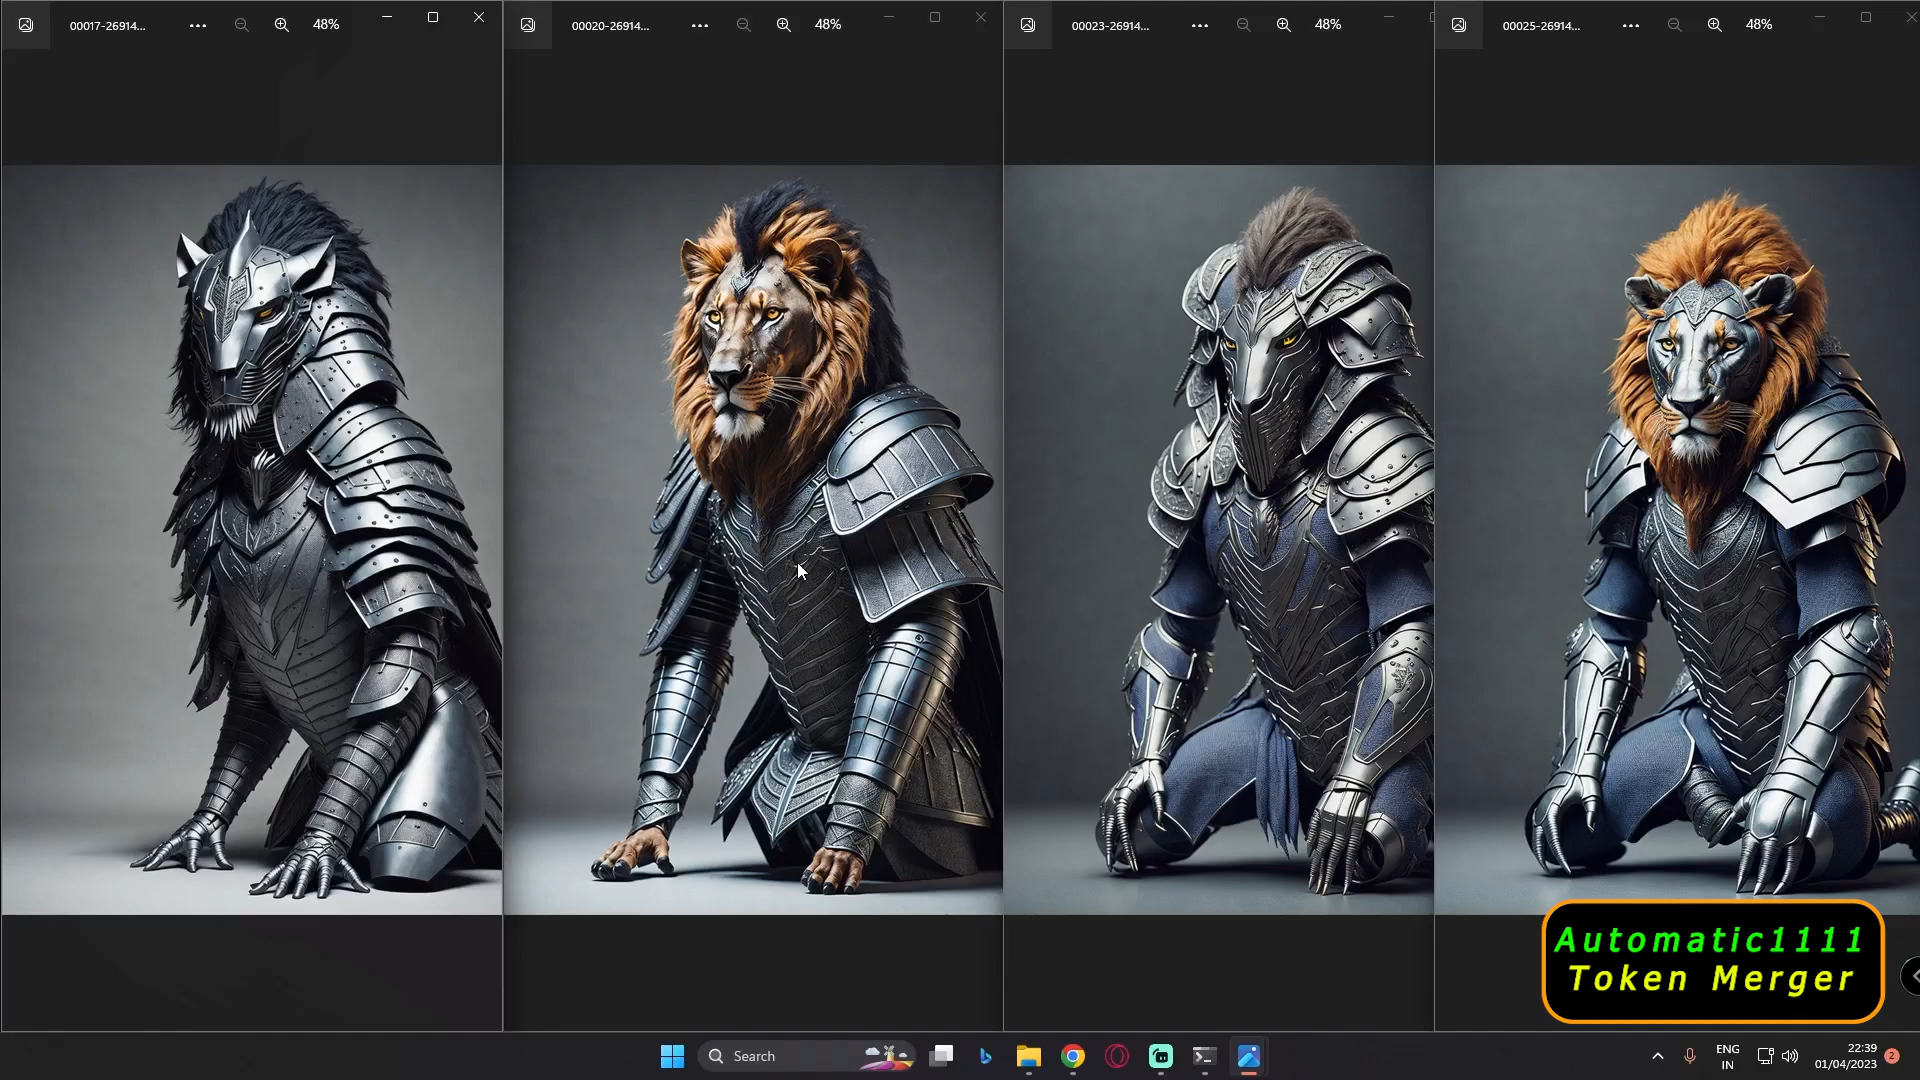 00017-26914...
48%
00020-26914...
48%
00023-26914...
48%
00025-26914...
48%
Automatic1111
Token Merger
Search
ENG
IN
22:39
01/04/2023
2